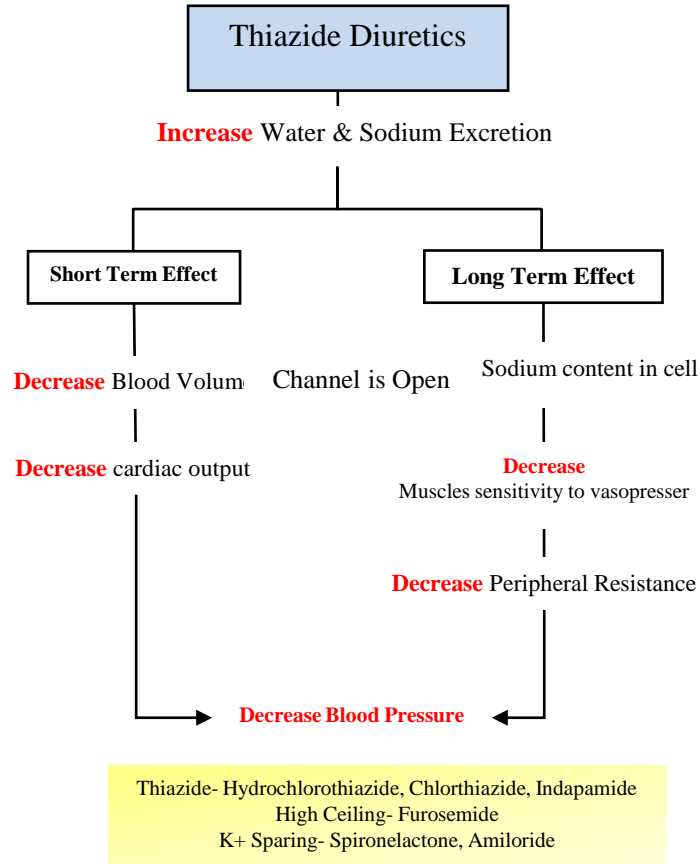 Thiazide Diuretics
Increase Water & Sodium Excretion
Short Term Effect
Long Term Effect
Decrease Blood Volum
Channel is Open
Sodium content in cell
Decrease cardiac output
Decrease
Muscles sensitivity to vasopresser
Decrease Peripheral Resistance
Decrease Blood Pressure
Thiazide- Hydrochlorothiazide, Chlorthiazide, Indapamide
High Ceiling- Furosemide
K+ Sparing- Spironelactone, Amiloride